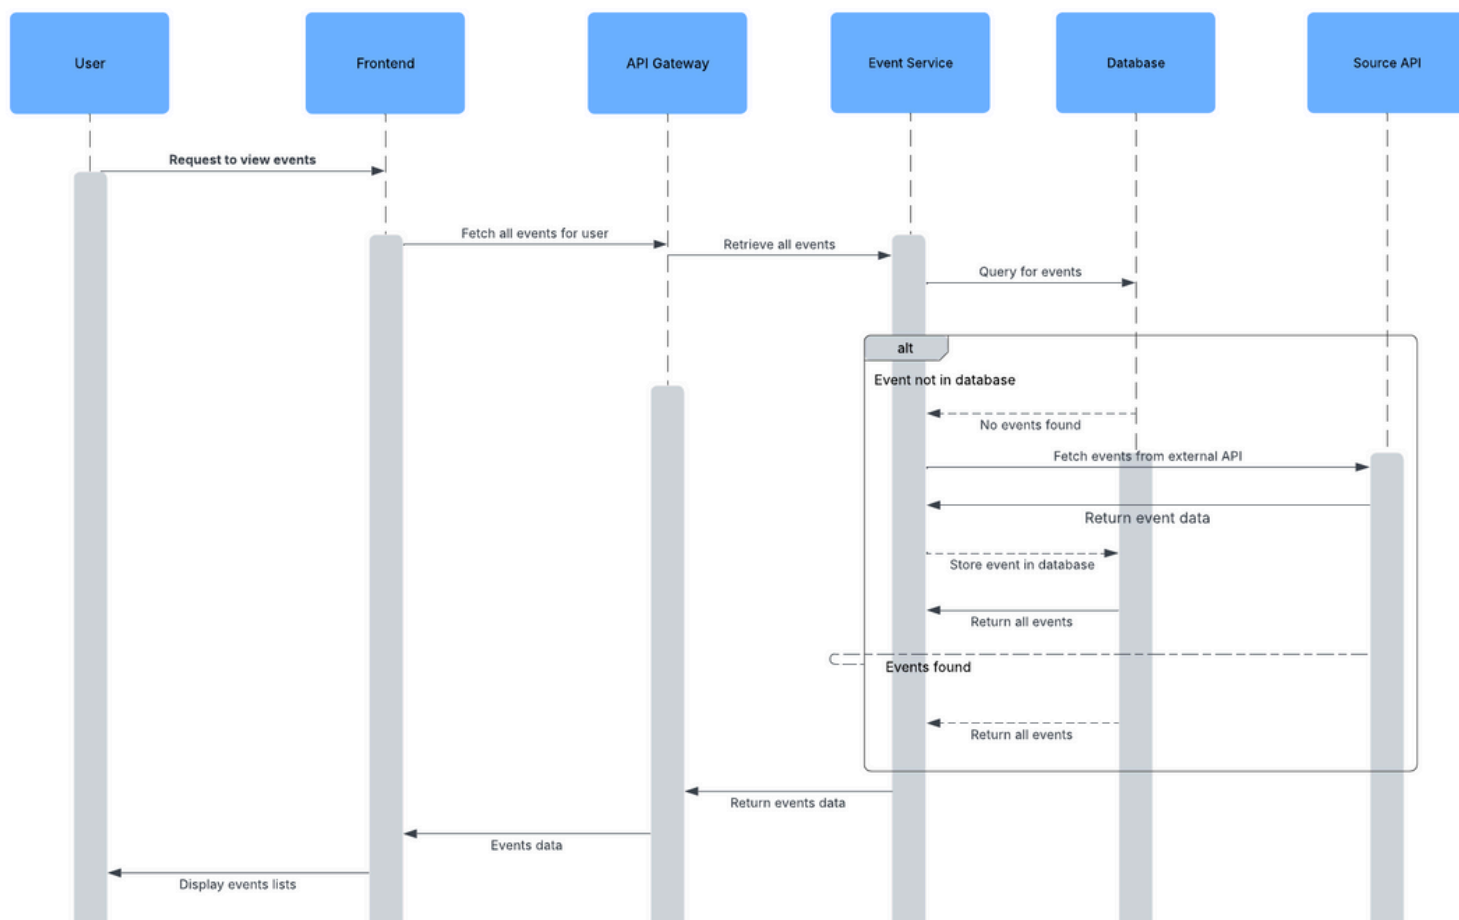 User
Frontend
API Gateway
Event Service
Database
Source API
Request to view events
Fetch all events for user
Retrieve all events
Query for events
alt
Event not in database
No events found
Fetch events from external API
Return event data
Store event in database
Return all events
Events found
Return all events
Return events data
Events data
Display events lists